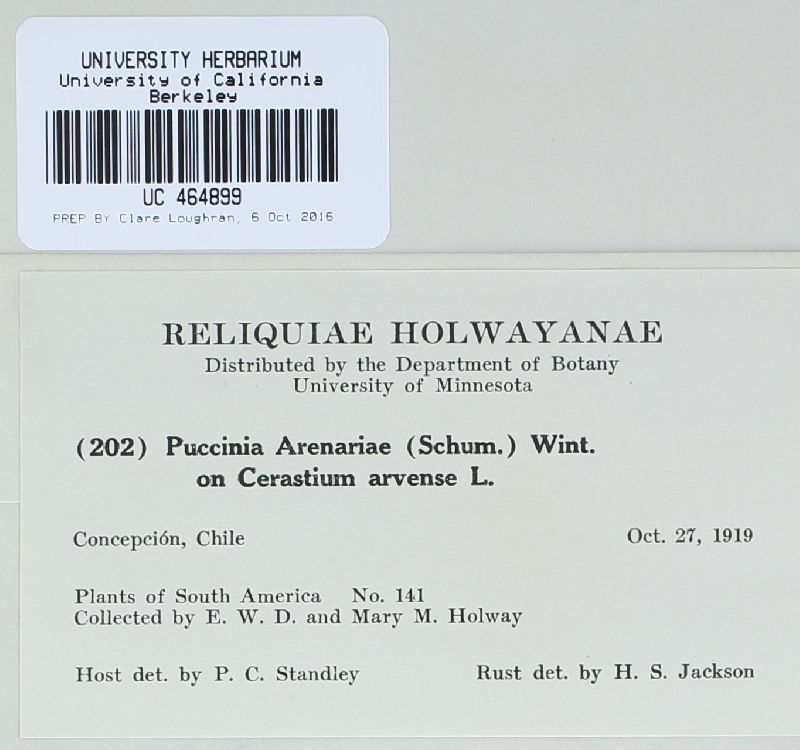 UNIVERSITY HERBARIUM
University of California
Berkeley
UC 464899
PREP BY Clare Loughran, 6 Oct 2016
RELIQUIAE HOLWAYANAE
Distributed by the Department of Botany
University of Minnesota
(202) Puccinia Arenariae (Schum.) Wint.
on Cerastium arvense L.
Concepción, Chile Oct. 27, 1919
Plants of South America No. 141
Collected by E. W. D. and Mary M. Holway
Host det. by P. C. Standley Rust det. by H. S. Jackson